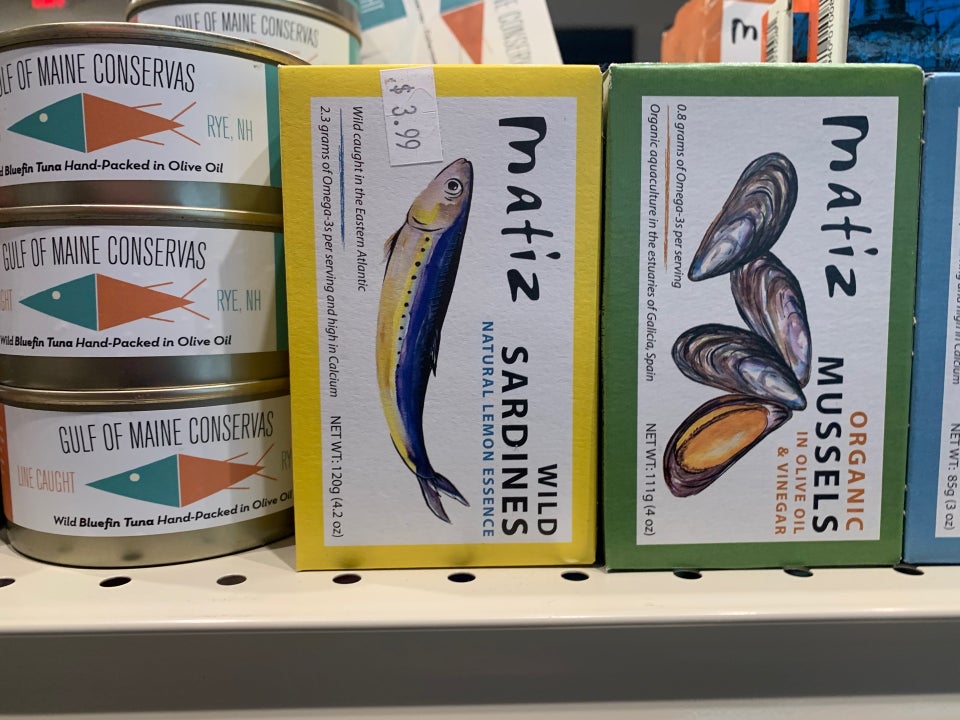 GULF OF MAINE CONSERVAS
GULF OF MAINE CONSERVAS
RYE, NH
Wild Bluefin Tuna Hand-Packed in Olive Oil
GULF OF MAINE CONSERVAS
RYE, NH
Wild Bluefin Tuna Hand-Packed in Olive Oil
GULF OF MAINE CONSERVAS
LINE CAUGHT
Wild Bluefin Tuna Hand-Packed in Olive Oil
$3.99
matiz
WILD
SARDINES
NATURAL LEMON ESSENCE
Wild caught in the Eastern Atlantic
2.3 grams of Omega-3s per serving and high in Calcium
NET WT: 120g (4.2 oz)
matiz
ORGANIC
MUSSELS
IN OLIVE OIL
& VINEGAR
0.8 grams of Omega-3s per serving
Organic aquaculture in the estuaries of Galicia, Spain
NET WT: 111g (4 oz)
NET WT: 85g (3 oz)